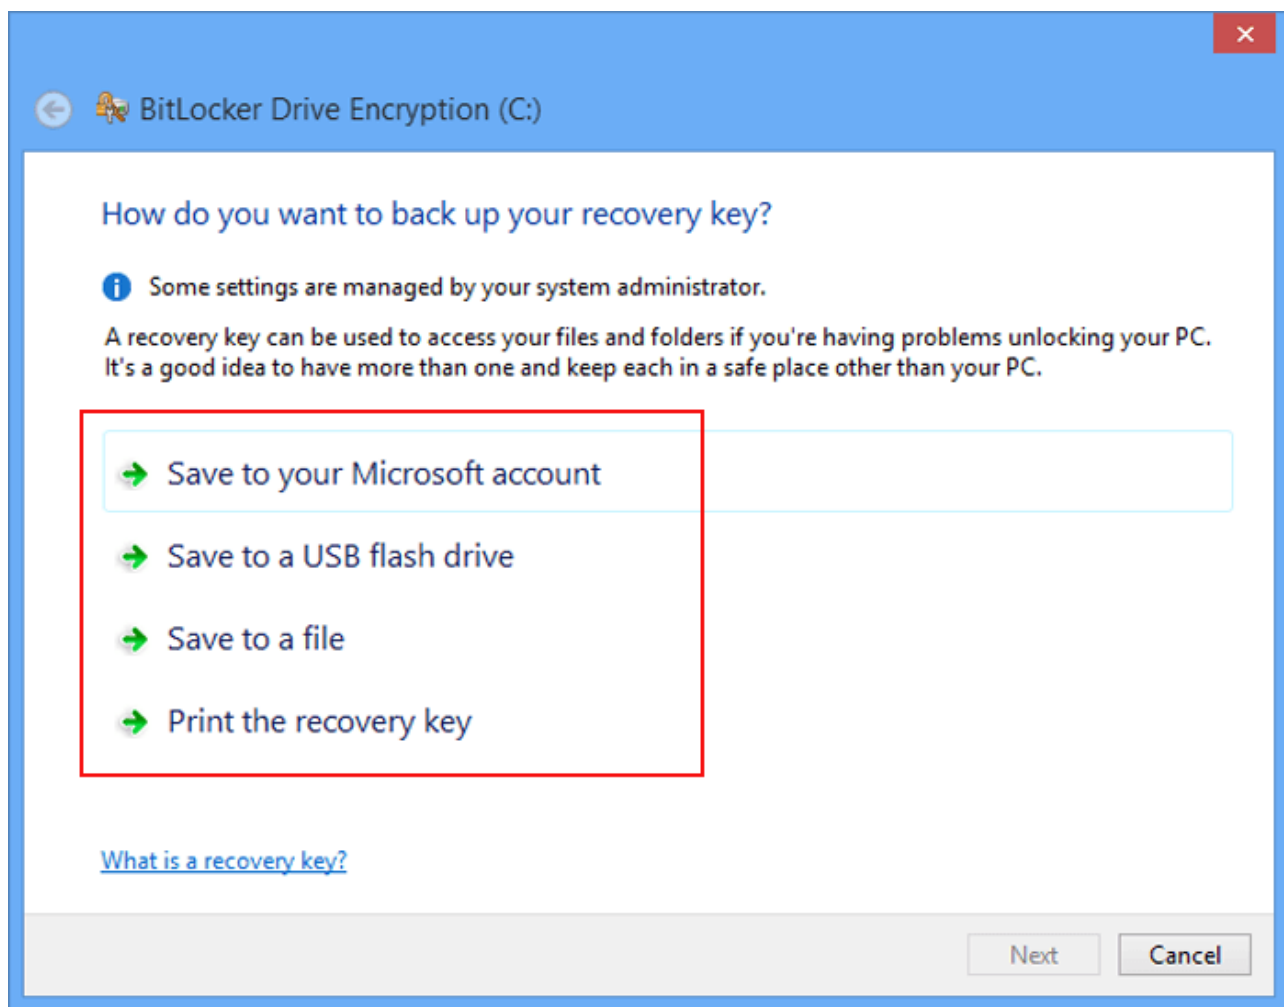 BitLocker Drive Encryption (C:)
How do you want to back up your recovery key?
Some settings are managed by your system administrator.
A recovery key can be used to access your files and folders if you're having problems unlocking your PC.
It's a good idea to have more than one and keep each in a safe place other than your PC.
Save to your Microsoft account
Save to a USB flash drive
Save to a file
Print the recovery key
What is a recovery key?
Next Cancel